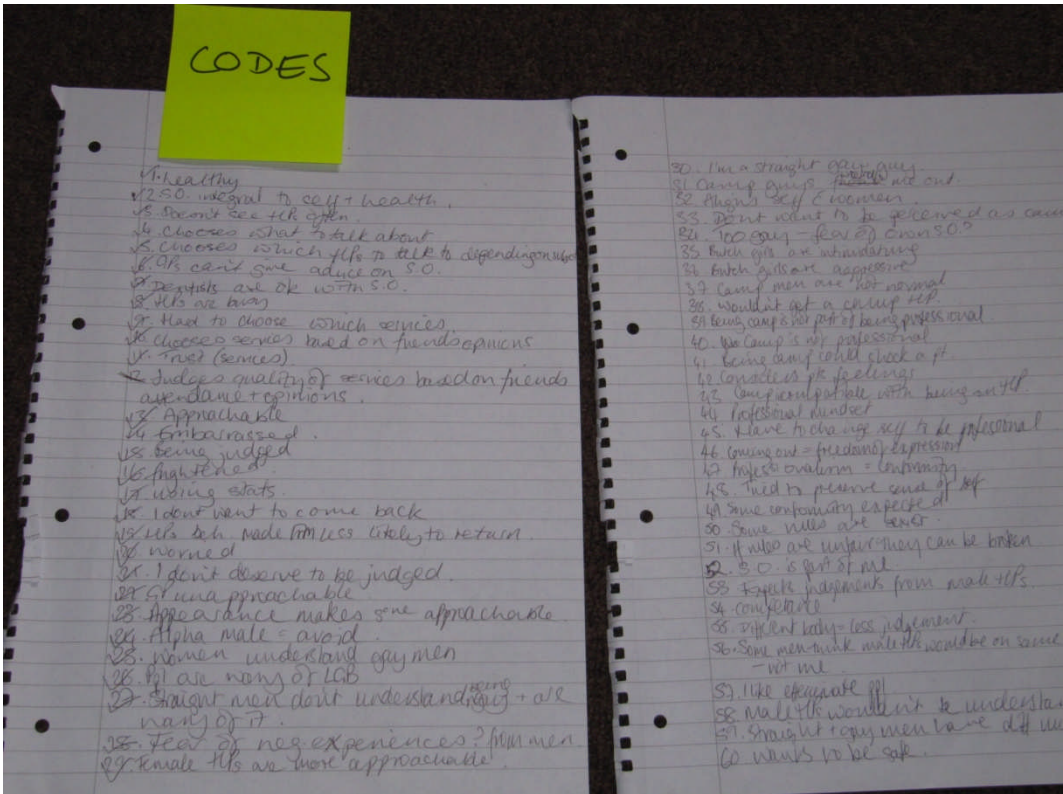 CODES
1. healthy
2. S.O. integral to self + health.
3. Doesn't see HPs often
4. Chooses what to talk about
5. Chooses which HPs to talk to depending on
6. GPs can't give advice on S.O.
7. Dentists are ok with S.O.
8. HPs are busy
9. Had to choose which services.
10. Chooses services based on friends opinions
11. Trust (services)
12. Judges quality of services based on friends
attendance + opinions.
13. Approachable
14. Embarrassed.
15. Being judged
16. frightened.
17. using stats.
18. I dont want to come back
19. HPs beh. made him less likely to return.
20. Worried
21. I don't deserve to be judged.
22. unapproachable.
23. Appearance makes s'one approachable
24. Alpha male = avoid.
25. Women understand gay men
26. Ppl are wary of LGB
27. Straight men don't understand being gay + are
wary of it.
28. Fear of neg experiences? from men
29. Female HPs are more approachable
30. I'm a straight gay guy
31. Camp guys me out.
32. Aligns self women.
33. Don't want to be perceived as
34. Too gay - fear of own S.O.?
35. Butch girls are intimidating
36. Butch girls are aggressive
37. Camp men are not normal
38. Wouldn't get a camp HP.
39. Being camp is not part of being professional
40. Camp is not professional
41. Being camp could shock a pt.
42. Considers pts feelings
43. Camp compatible with being an HP.
44. Professional mindset
45. Have to change self to be professional
46. Coming out = freedom of expression
47. Professionalism = conformity.
48. Tried to preserve sense of self
49. Some conformity expected
50. Some rules are
51. If rules are unfair they can be broken
52. S.O. is part of me.
53. Expects judgements from male HPs
54. Competence
55. Different body = less judgement.
56. Some men think male HPs would be on same
- not me
57. I like effeminate ppl
58. Male HPs wouldn't
59. Straight + gay men have diff
60 wants to be safe.